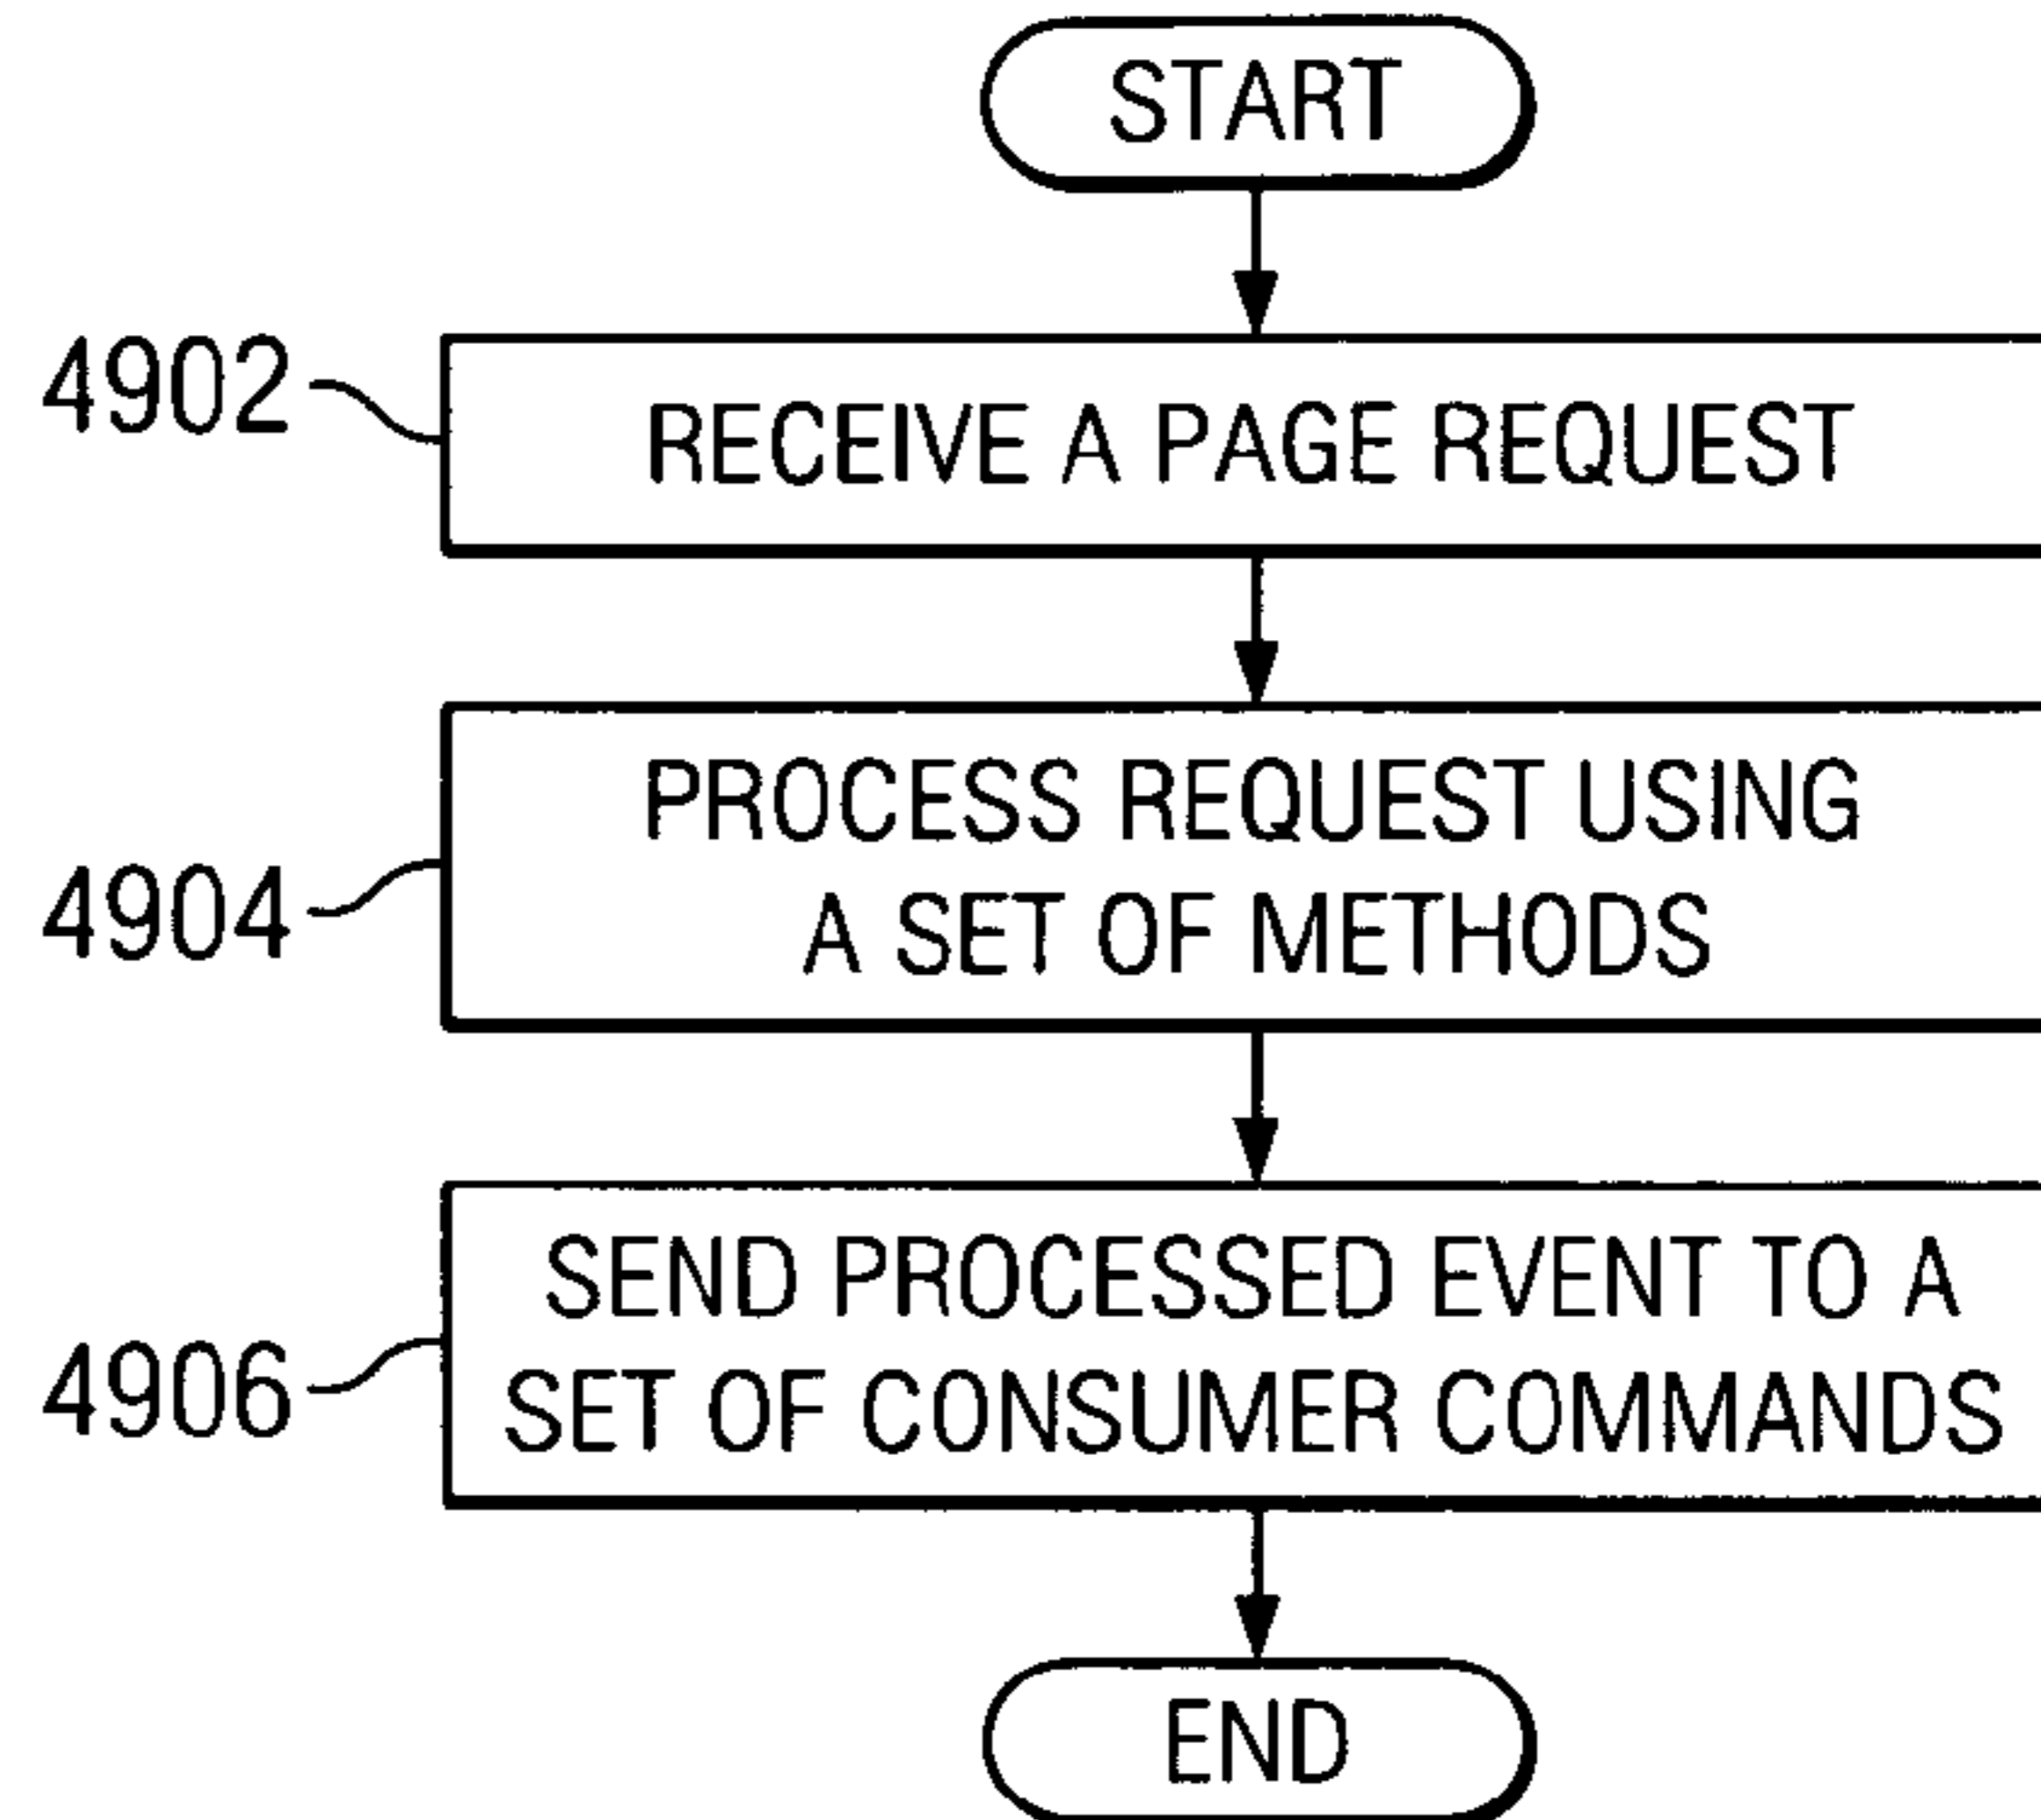 START
4902
RECEIVE A PAGE REQUEST
PROCESS REQUEST USING
A SET OF METHODS
4904
SEND PROCESSED EVENT TO A
SET OF CONSUMER COMMANDS
4906
END